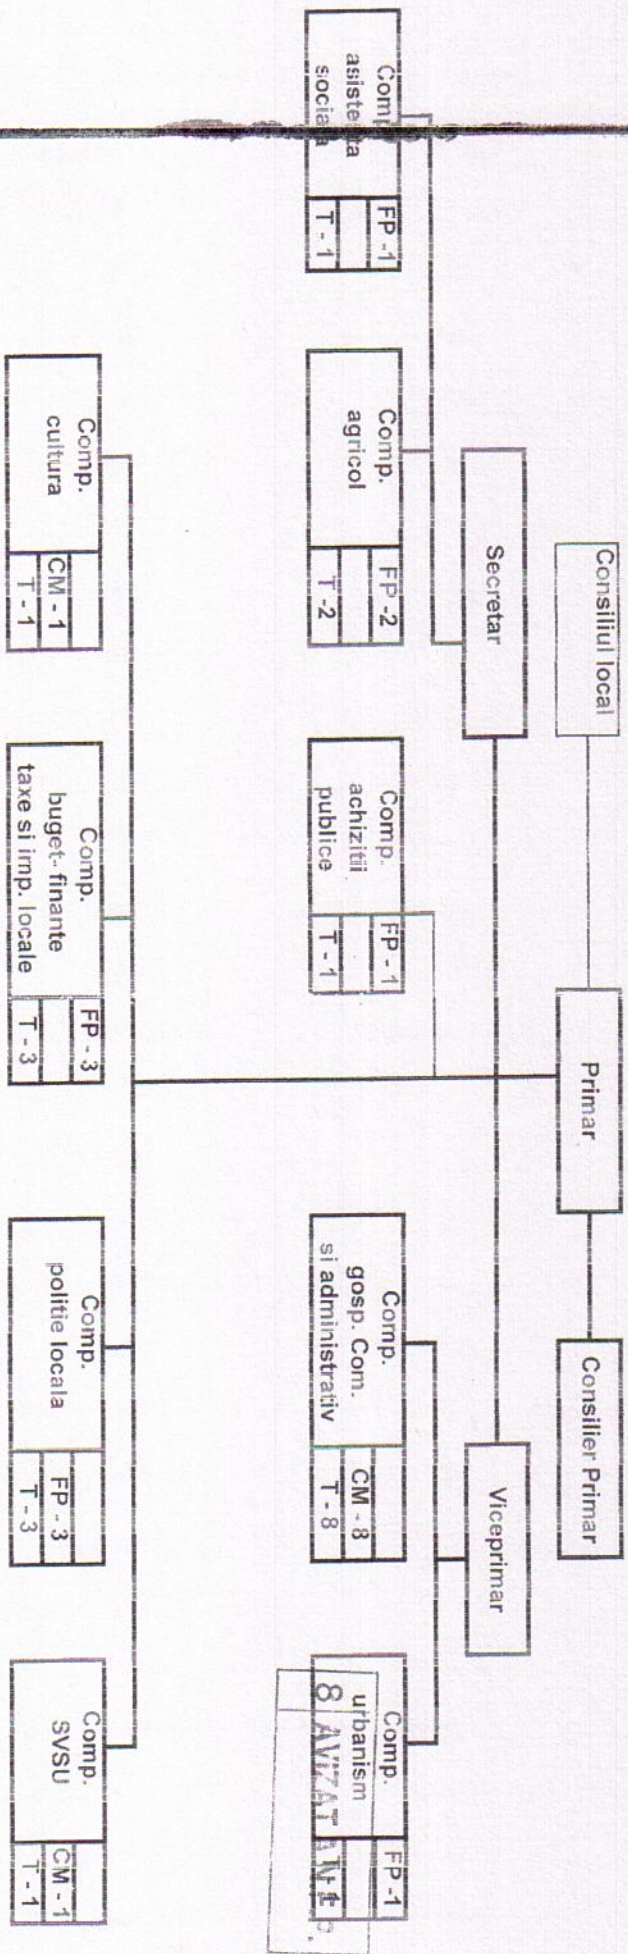 Consiliul local
Primar
Consilier Primar
Secretar
Viceprimar
Comp.
asistenta
sociala
FP -1
T - 1
Comp.
agricol
FP -2
T -2
Comp.
achizitii
publice
FP - 1
T - 1
Comp.
gosp. Com.
si administrativ
CM - 8
T - 8
Comp.
urbanism
FP -1
8 AVIZAT
Comp.
cultura
CM - 1
T - 1
Comp.
buget- finante
taxe si imp. locale
FP - 3
T - 3
Comp.
politie locala
FP - 3
T - 3
Comp.
SVSU
CM - 1
T - 1